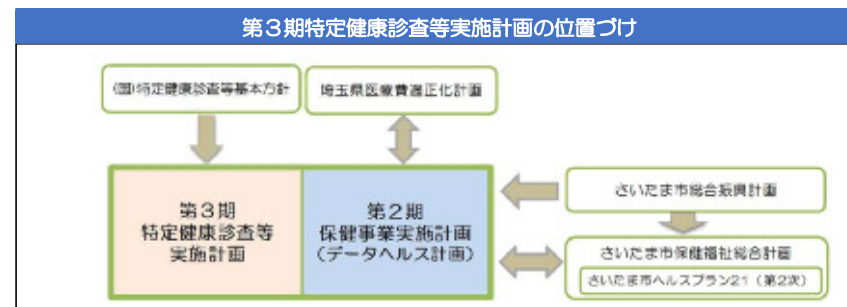 第３期特定健康診査等実施計画の位置づけ
(国)特定健康診査等基本方針
埼玉県医療費適正化計画
第３期
特定健康診査等
実施計画
第２期
保健事業実施計画
(データヘルス計画)
さいたま市総合振興計画
さいたま市保健福祉総合計画
さいたま市ヘルスプラン21（第2次）